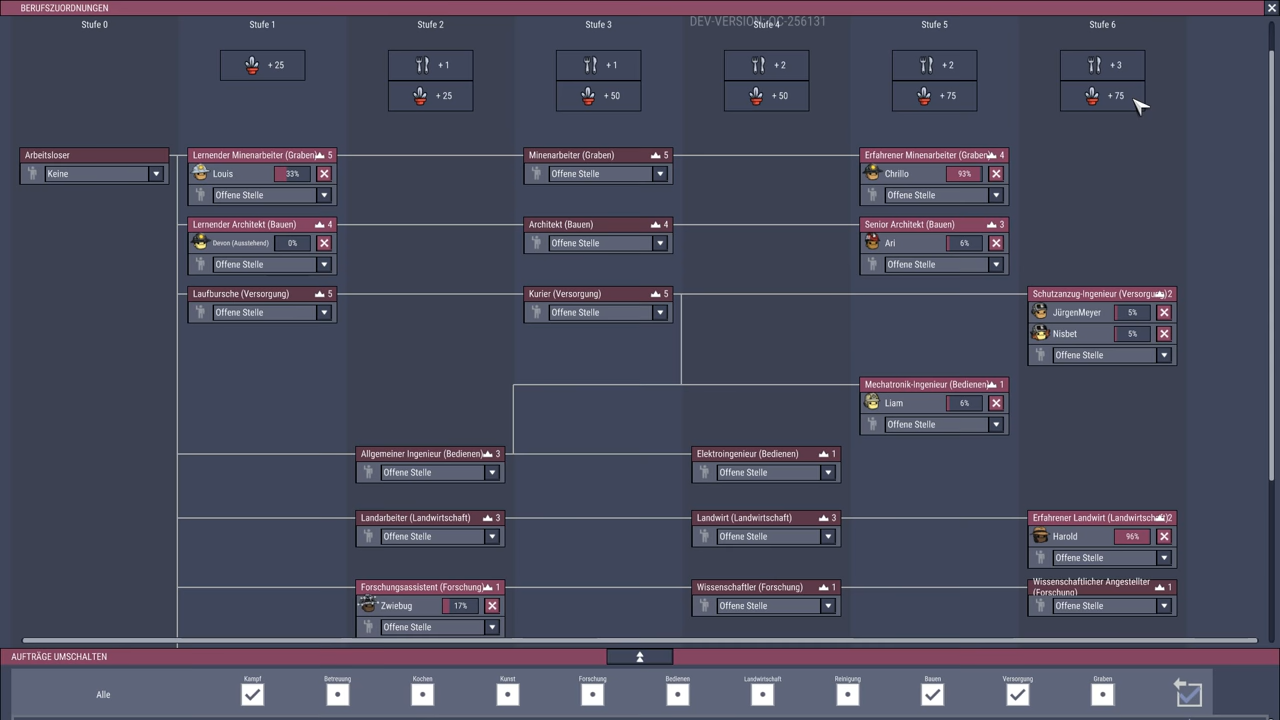 BERUFSZUORDNUNGEN
DEV-VERSION: OC-256131
Stufe 0 Stufe 1 Stufe 2 Stufe 3 Stufe 4 Stufe 5 Stufe 6
+ 25 + 1 + 1 + 2 + 2 + 3
+ 25 + 50 + 50 + 75 + 75
Arbeitsloser Lernender Minenarbeiter (Graben) 5 Minenarbeiter (Graben) 5 Erfahrener Minenarbeiter (Graben) 4
Keine Louis 33% Offene Stelle Chrillo 93%
Offene Stelle Offene Stelle
Lernender Architekt (Bauen) 4 Architekt (Bauen) 4 Senior Architekt (Bauen) 3
Devon (Ausstehend) 0% Offene Stelle Ari 6%
Offene Stelle Offene Stelle
Laufbursche (Versorgung) 5 Kurier (Versorgung) 5 Schutzanzug-Ingenieur (Versorgung) 2
Offene Stelle Offene Stelle JürgenMeyer 5%
Nisbet 5%
Offene Stelle
Mechatronik-Ingenieur (Bedienen) 1
Liam 6%
Offene Stelle
Allgemeiner Ingenieur (Bedienen) 3 Elektroingenieur (Bedienen) 1
Offene Stelle Offene Stelle
Landarbeiter (Landwirtschaft) 3 Landwirt (Landwirtschaft) 3 Erfahrener Landwirt (Landwirtschaft) 2
Offene Stelle Offene Stelle Harold 96%
Offene Stelle
Forschungsassistent (Forschung) 1 Wissenschaftler (Forschung) 1 Wissenschaftlicher Angestellter (Forschung) 1
Zwiebug 17% Offene Stelle Offene Stelle
Offene Stelle
AUFTRÄGE UMSCHALTEN
Kampf Betreuung Kochen Kunst Forschung Bedienen Landwirtschaft Reinigung Bauen Versorgung Graben
Alle